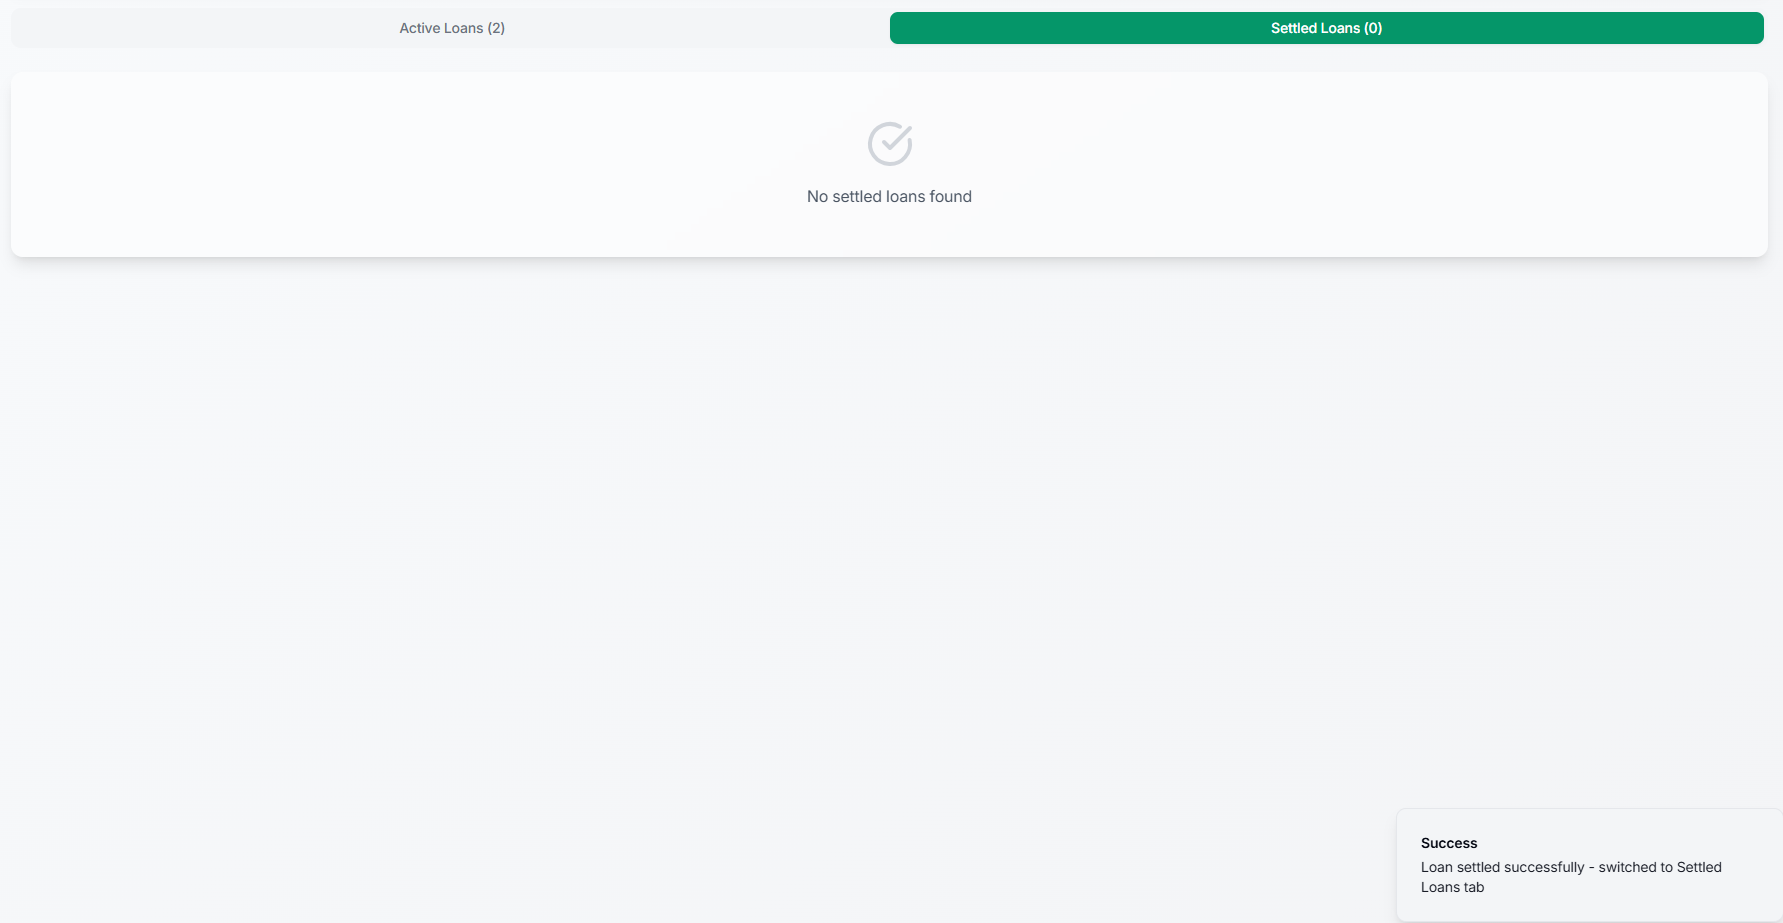 Active Loans (2)
Settled Loans (0)
No settled loans found
Success
Loan settled successfully - switched to Settled
Loans tab